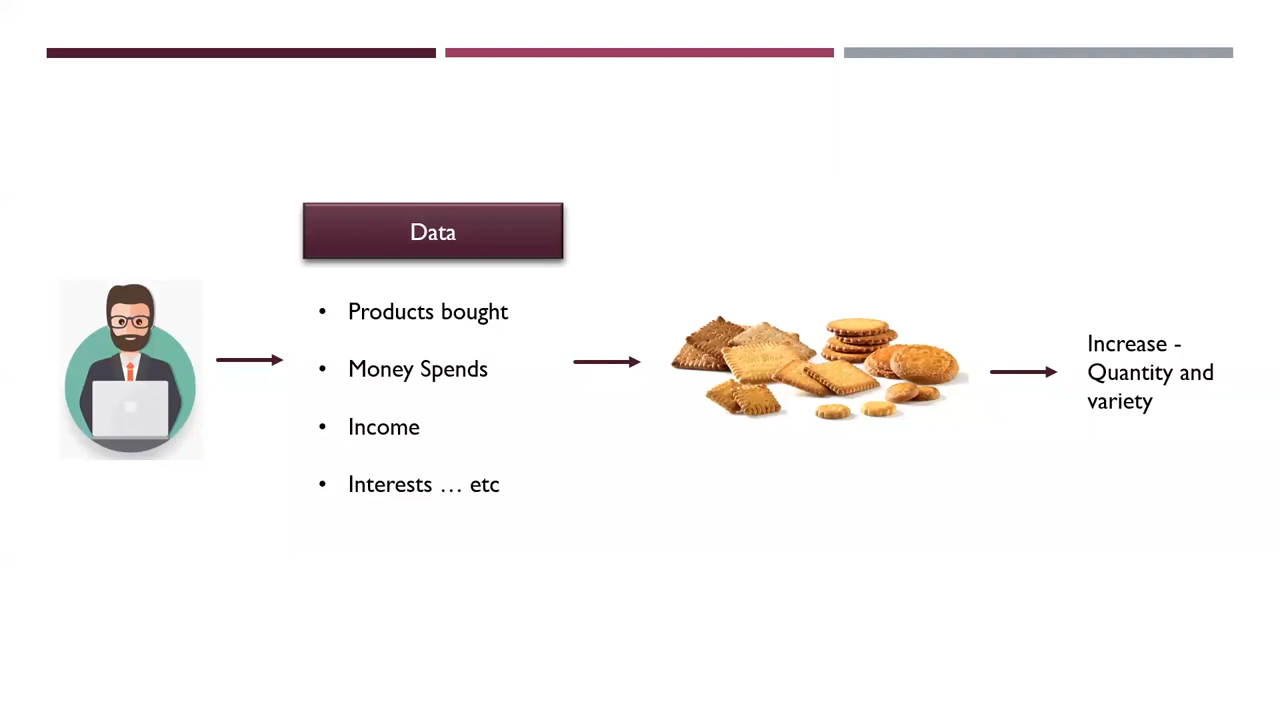 Data
• Products bought
• Money Spends
• Income
• Interests … etc
Increase -
Quantity and
variety